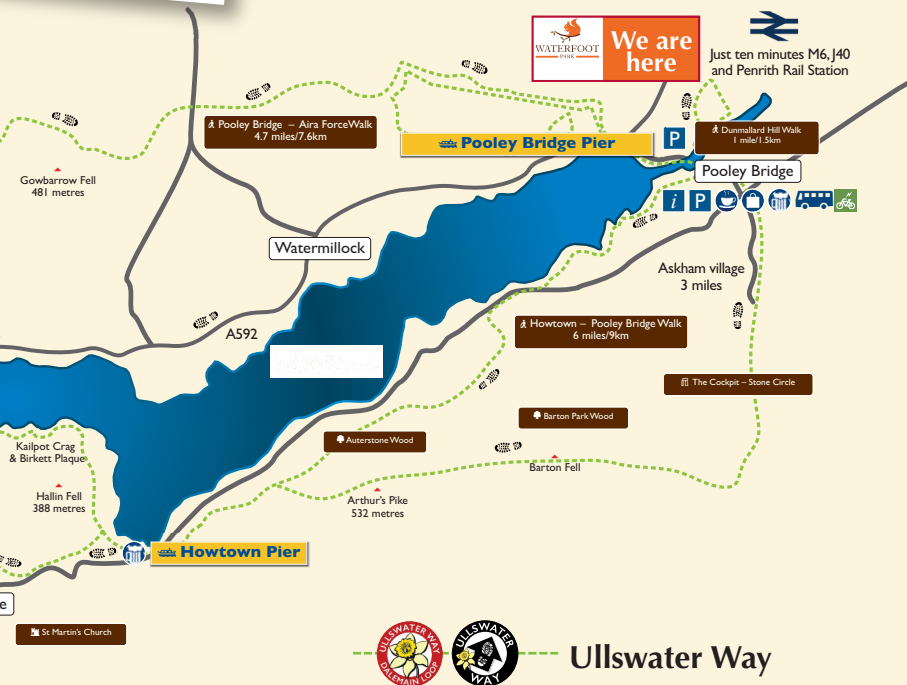 WATERFOOT
PARK
We are
here
Just ten minutes M6, J40
and Penrith Rail Station
Pooley Bridge – Aira ForceWalk
4.7 miles/7.6km
P
Dunmallard Hill Walk
1 mile/1.5km
Pooley Bridge Pier
Pooley Bridge
i
P
Gowbarrow Fell
481 metres
Watermillock
Askham village
3 miles
A592
Howtown – Pooley Bridge Walk
6 miles/9km
The Cockpit – Stone Circle
Barton Park Wood
Auterstone Wood
Kailpot Crag
& Birkett Plaque
Barton Fell
Hallin Fell
388 metres
Arthur's Pike
532 metres
Howtown Pier
e
St Martin's Church
ULLSWATER WAY
DALEMAIN LOOP
ULLSWATER
WAY
Ullswater Way